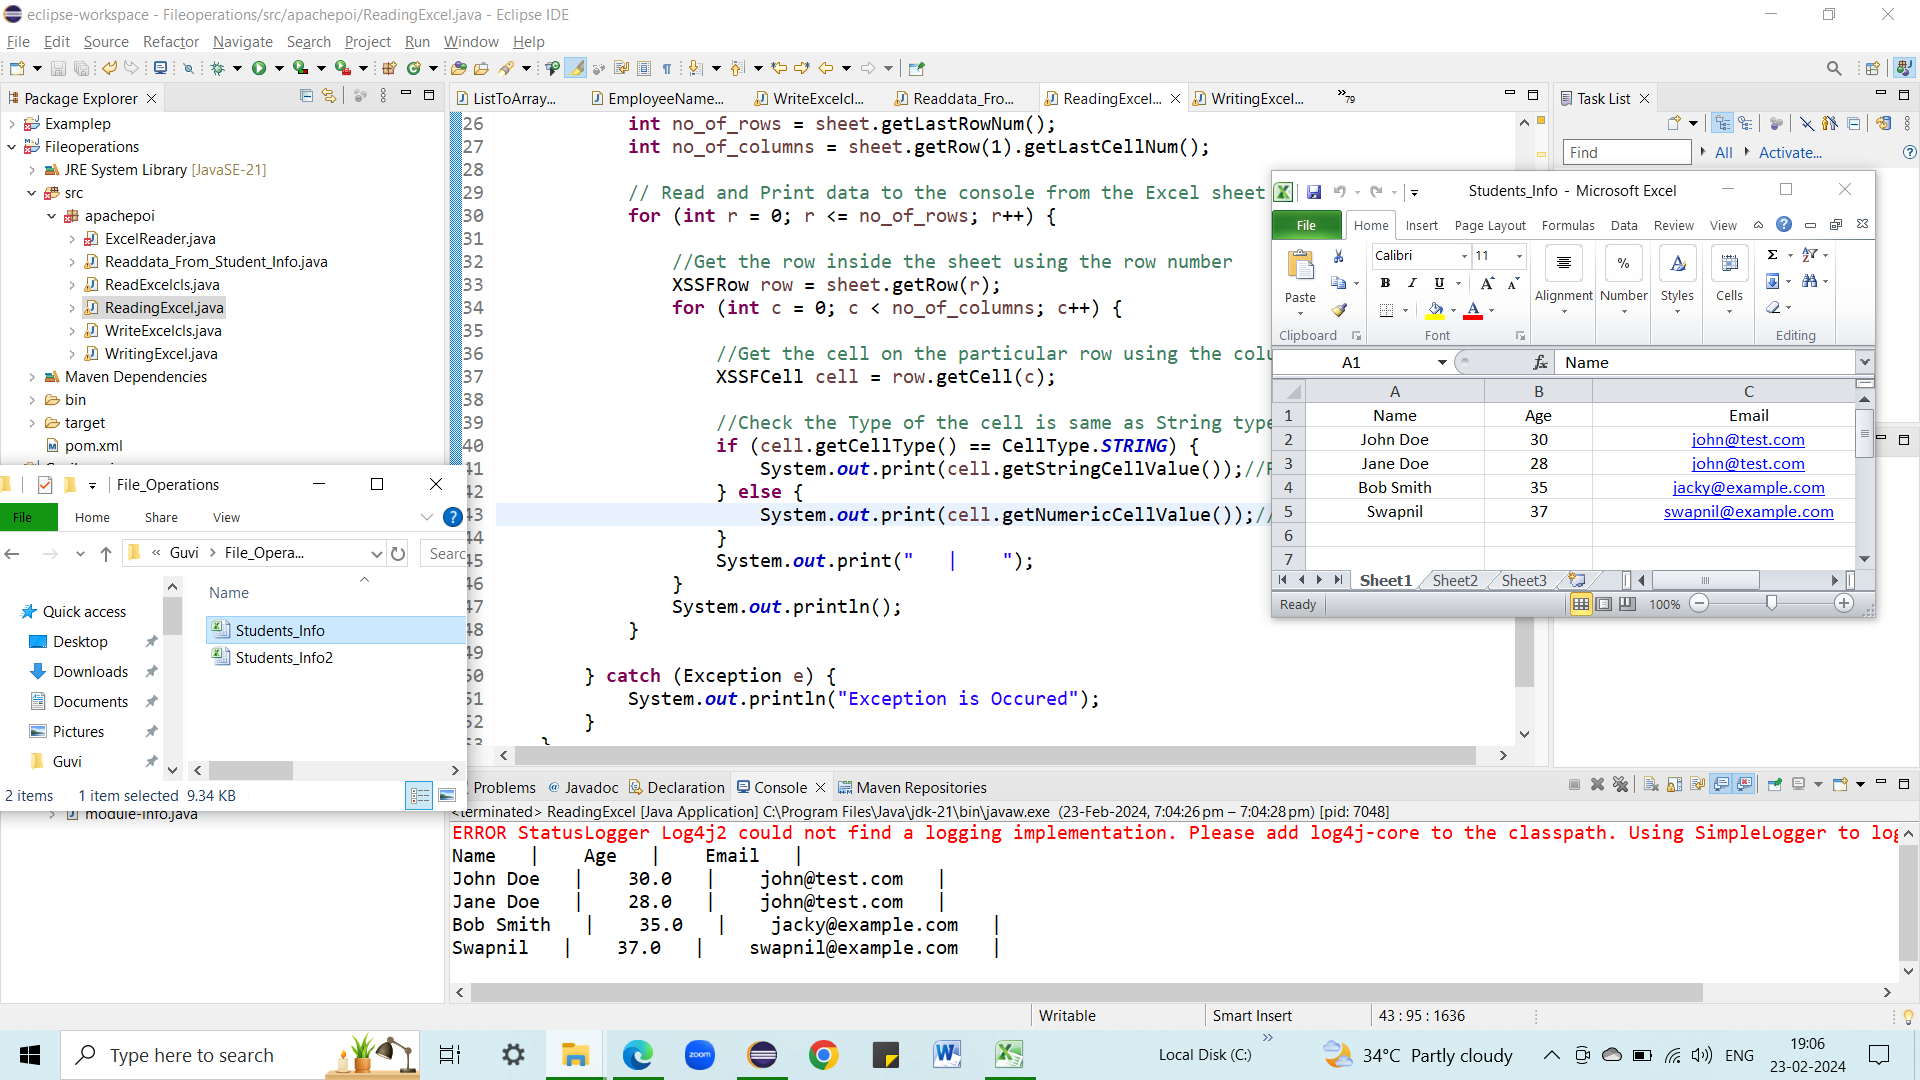 eclipse-workspace - Fileoperations/src/apachepoi/ReadingExcel.java - Eclipse IDE
File Edit Source Refactor Navigate Search Project Run Window Help
Package Explorer
Examplep
Fileoperations
JRE System Library [JavaSE-21]
src
apachepoi
ExcelReader.java
Readdata_From_Student_Info.java
ReadExcelcls.java
ReadingExcel.java
WriteExcelcls.java
WritingExcel.java
Maven Dependencies
bin
target
pom.xml
module-info.java
ListToArray... EmployeeName... WriteExcelcl... Readdata_Fro... ReadingExcel... WritingExcel... »79
26 int no_of_rows = sheet.getLastRowNum();
27 int no_of_columns = sheet.getRow(1).getLastCellNum();
28
29 // Read and Print data to the console from the Excel sheet
30 for (int r = 0; r <= no_of_rows; r++) {
31
32 //Get the row inside the sheet using the row number
33 XSSFRow row = sheet.getRow(r);
34 for (int c = 0; c < no_of_columns; c++) {
35
36 //Get the cell on the particular row using the colu
37 XSSFCell cell = row.getCell(c);
38
39 //Check the Type of the cell is same as String type
40 if (cell.getCellType() == CellType.STRING) {
41 System.out.print(cell.getStringCellValue());//
42 } else {
43 System.out.print(cell.getNumericCellValue());//
44 }
45 System.out.print("   |    ");
46 }
47 System.out.println();
48 }
49
50 } catch (Exception e) {
51 System.out.println("Exception is Occured");
52 }
53 }
Task List
Find All Activate...
Students_Info - Microsoft Excel
File Home Insert Page Layout Formulas Data Review View
Paste
Clipboard
Calibri 11
B I U
Font
Alignment
Number
Styles
Cells
Editing
A1 fx Name
A B C
1 Name Age Email
2 John Doe 30 john@test.com
3 Jane Doe 28 john@test.com
4 Bob Smith 35 jacky@example.com
5 Swapnil 37 swapnil@example.com
6
7
Sheet1 Sheet2 Sheet3
Ready 100%
File_Operations
File Home Share View
« Guvi > File_Opera... Searc
Name
Quick access
Desktop
Downloads
Documents
Pictures
Guvi
Students_Info
Students_Info2
2 items 1 item selected 9.34 KB
Problems @ Javadoc Declaration Console Maven Repositories
<terminated> ReadingExcel [Java Application] C:\Program Files\Java\jdk-21\bin\javaw.exe (23-Feb-2024, 7:04:26 pm – 7:04:28 pm) [pid: 7048]
ERROR StatusLogger Log4j2 could not find a logging implementation. Please add log4j-core to the classpath. Using SimpleLogger to log
Name | Age | Email |
John Doe | 30.0 | john@test.com |
Jane Doe | 28.0 | john@test.com |
Bob Smith | 35.0 | jacky@example.com |
Swapnil | 37.0 | swapnil@example.com |
Writable Smart Insert 43 : 95 : 1636
Type here to search
zoom
Local Disk (C:) »
34°C Partly cloudy
ENG
19:06
23-02-2024